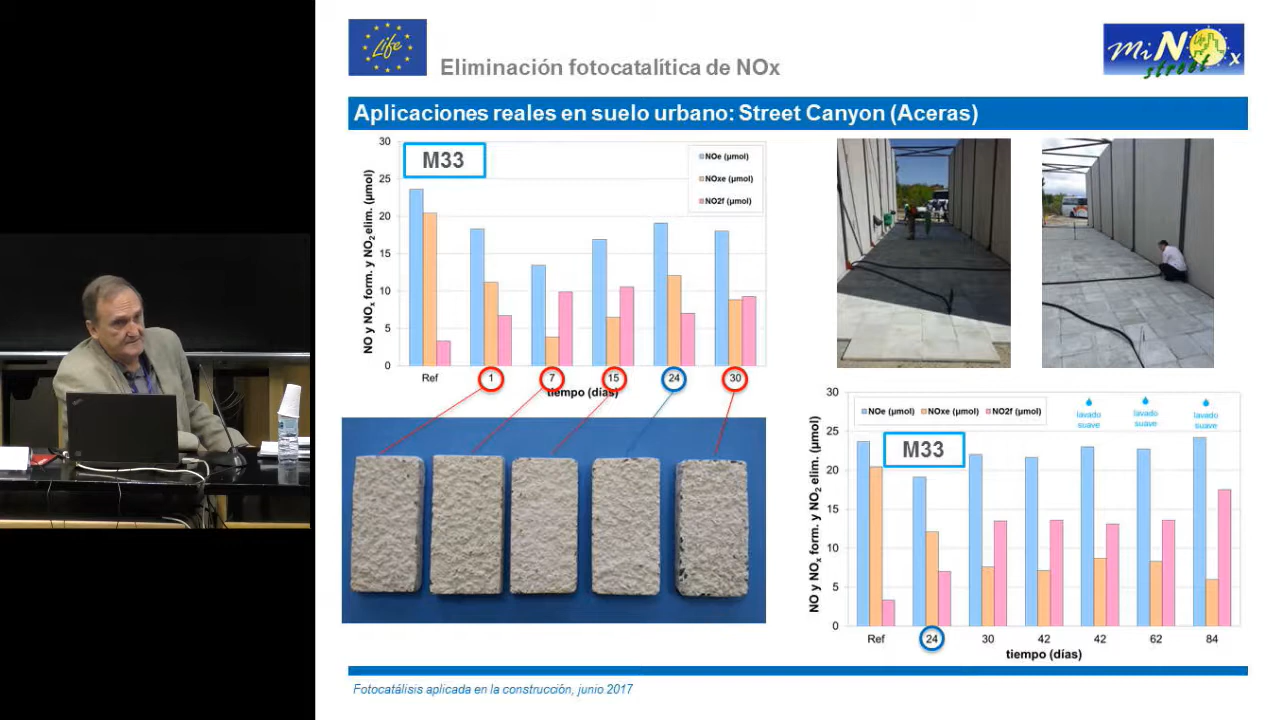 Life
Eliminación fotocatalítica de NOx
MiNOx
street
Aplicaciones reales en suelo urbano: Street Canyon (Aceras)
M33
NOe (µmol)
NOxe (µmol)
NO2f (µmol)
NO y NOx form. y NO2 elim. (µmol)
30
25
20
15
10
5
0
Ref 1 7 15 24 30
tiempo (días)
NOe (µmol) NOxe (µmol) NO2f (µmol)
M33
lavado suave
lavado suave
lavado suave
NO y NOx form. y NO2 elim. (µmol)
30
25
20
15
10
5
0
Ref 24 30 42 42 62 84
tiempo (días)
Fotocatálisis aplicada en la construcción, junio 2017